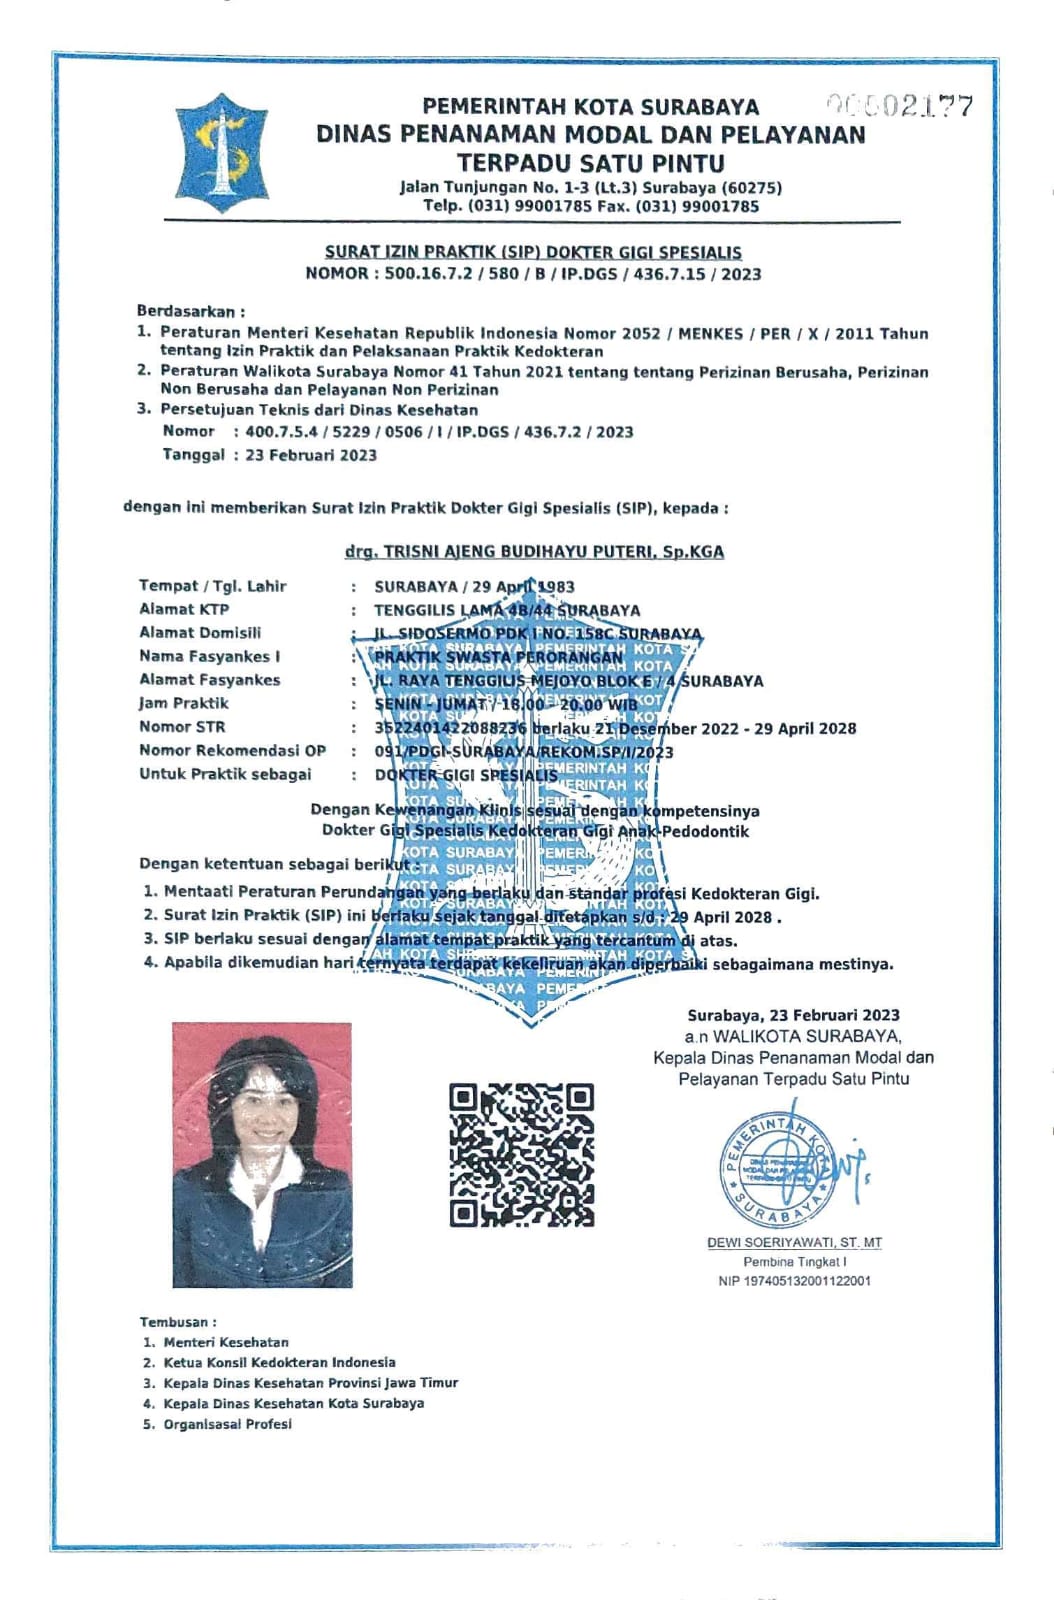 00502177
PEMERINTAH KOTA SURABAYA
DINAS PENANAMAN MODAL DAN PELAYANAN
TERPADU SATU PINTU
Jalan Tunjungan No. 1-3 (Lt.3) Surabaya (60275)
Telp. (031) 99001785 Fax. (031) 99001785
SURAT IZIN PRAKTIK (SIP) DOKTER GIGI SPESIALIS
NOMOR : 500.16.7.2 / 580 / B / IP.DGS / 436.7.15 / 2023
Berdasarkan :
1. Peraturan Menteri Kesehatan Republik Indonesia Nomor 2052 / MENKES / PER / X / 2011 Tahun
tentang Izin Praktik dan Pelaksanaan Praktik Kedokteran
2. Peraturan Walikota Surabaya Nomor 41 Tahun 2021 tentang tentang Perizinan Berusaha, Perizinan
Non Berusaha dan Pelayanan Non Perizinan
3. Persetujuan Teknis dari Dinas Kesehatan
Nomor : 400.7.5.4 / 5229 / 0506 / I / IP.DGS / 436.7.2 / 2023
Tanggal : 23 Februari 2023
dengan ini memberikan Surat Izin Praktik Dokter Gigi Spesialis (SIP), kepada :
drg. TRISNI AJENG BUDIHAYU PUTERI, Sp.KGA
Tempat / Tgl. Lahir : SURABAYA / 29 April 1983
Alamat KTP : TENGGILIS LAMA 4B/44 SURABAYA
Alamat Domisili : JL. SIDOSERMO PDK I NO. 158C SURABAYA
Nama Fasyankes I : PRAKTIK SWASTA PERORANGAN
Alamat Fasyankes : JL. RAYA TENGGILIS MEJOYO BLOK E / 4 SURABAYA
Jam Praktik : SENIN - JUMAT / 18.00 - 20.00 WIB
Nomor STR : 3522401422088236 berlaku 21 Desember 2022 - 29 April 2028
Nomor Rekomendasi OP : 091/PDGI-SURABAYA/REKOM.SP/I/2023
Untuk Praktik sebagai : DOKTER GIGI SPESIALIS
Dengan Kewenangan Klinis sesuai dengan kompetensinya
Dokter Gigi Spesialis Kedokteran Gigi Anak-Pedodontik
Dengan ketentuan sebagai berikut :
1. Mentaati Peraturan Perundangan yang berlaku dan standar profesi Kedokteran Gigi.
2. Surat Izin Praktik (SIP) ini berlaku sejak tanggal ditetapkan s/d : 29 April 2028 .
3. SIP berlaku sesuai dengan alamat tempat praktik yang tercantum di atas.
4. Apabila dikemudian hari ternyata terdapat kekeliruan akan diperbaiki sebagaimana mestinya.
Surabaya, 23 Februari 2023
a.n WALIKOTA SURABAYA,
Kepala Dinas Penanaman Modal dan
Pelayanan Terpadu Satu Pintu
PEMERINTAH KOTA
DINAS PENANAMAN
MODAL DAN PELAYANAN
TERPADU SATU PINTU
SURABAYA
DEWI SOERIYAWATI, ST. MT
Pembina Tingkat I
NIP 197405132001122001
Tembusan :
1. Menteri Kesehatan
2. Ketua Konsil Kedokteran Indonesia
3. Kepala Dinas Kesehatan Provinsi Jawa Timur
4. Kepala Dinas Kesehatan Kota Surabaya
5. Organisasai Profesi